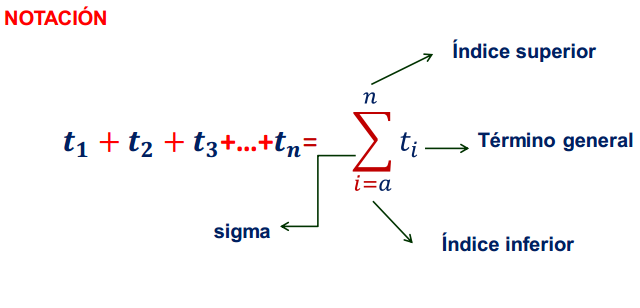 NOTACIÓN
Índice superior
n
t₁ + t₂ + t₃+...+tₙ= ∑ tᵢ
Término general
i=a
sigma
Índice inferior